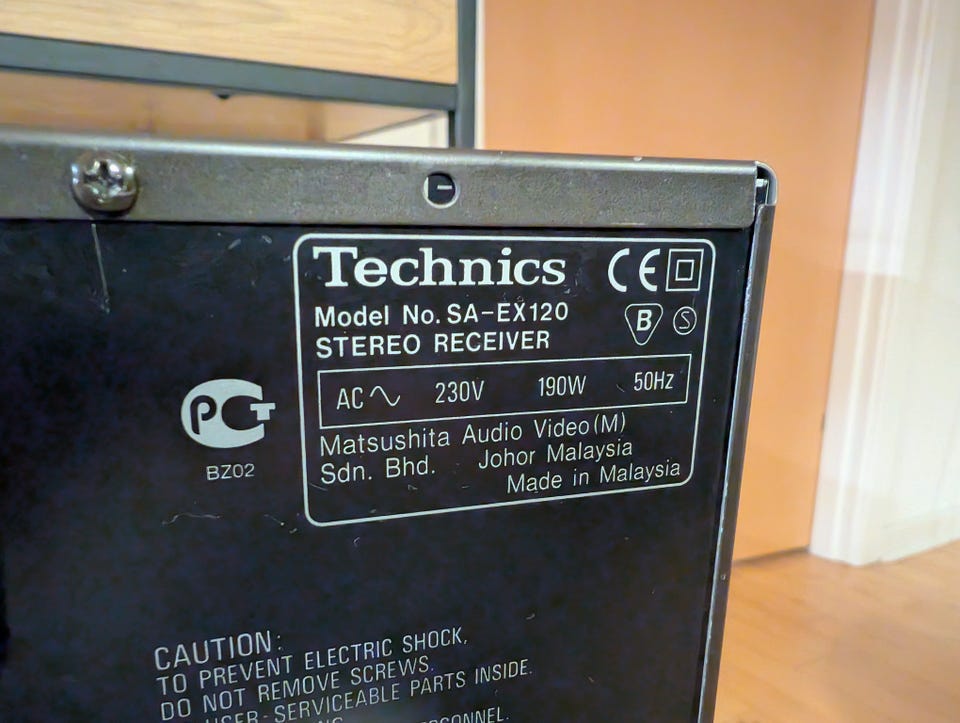 Technics CE
Model No. SA-EX120 B S
STEREO RECEIVER
AC 230V 190W 50Hz
Matsushita Audio Video (M)
Sdn. Bhd. Johor Malaysia
Made in Malaysia
PCT
BZ02
CAUTION:
TO PREVENT ELECTRIC SHOCK,
DO NOT REMOVE SCREWS.
USER-SERVICEABLE PARTS INSIDE.